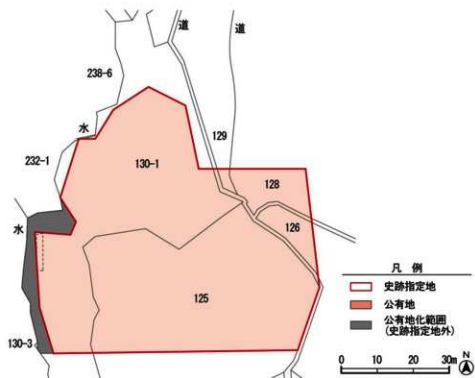 道
道
238-6
水
129
232-1
130-1
128
水
126
125
130-3
凡 例
史跡指定地
公有地
公有地化範囲
(史跡指定地外)
0 10 20 30m
N